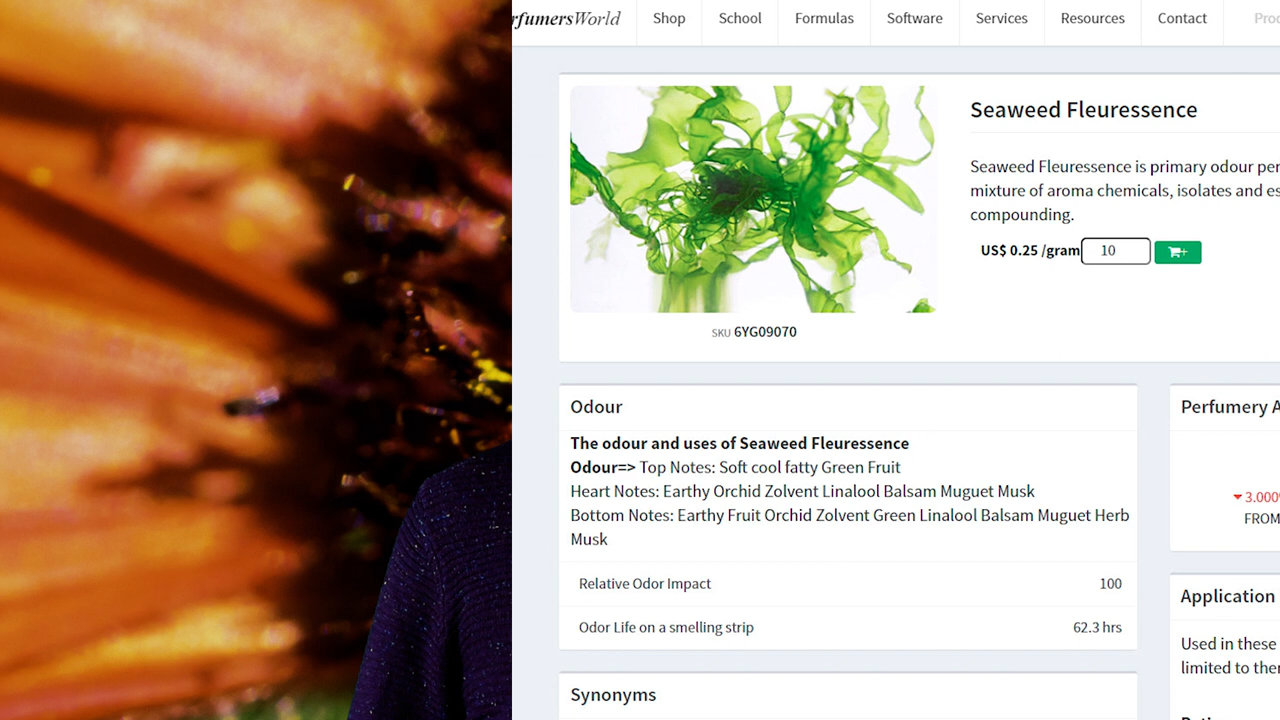 rfumersWorld Shop School Formulas Software Services Resources Contact
Seaweed Fleuressence
Seaweed Fleuressence is primary odour
mixture of aroma chemicals, isolates and
compounding.
US$ 0.25 /gram 10
SKU 6YG09070
Odour
The odour and uses of Seaweed Fleuressence
Odour=> Top Notes: Soft cool fatty Green Fruit
Heart Notes: Earthy Orchid Zolvent Linalool Balsam Muguet Musk
Bottom Notes: Earthy Fruit Orchid Zolvent Green Linalool Balsam Muguet Herb
Musk
Relative Odor Impact 100
Odor Life on a smelling strip 62.3 hrs
Synonyms
Perfumery
3.000
FROM
Application
Used in these
limited to